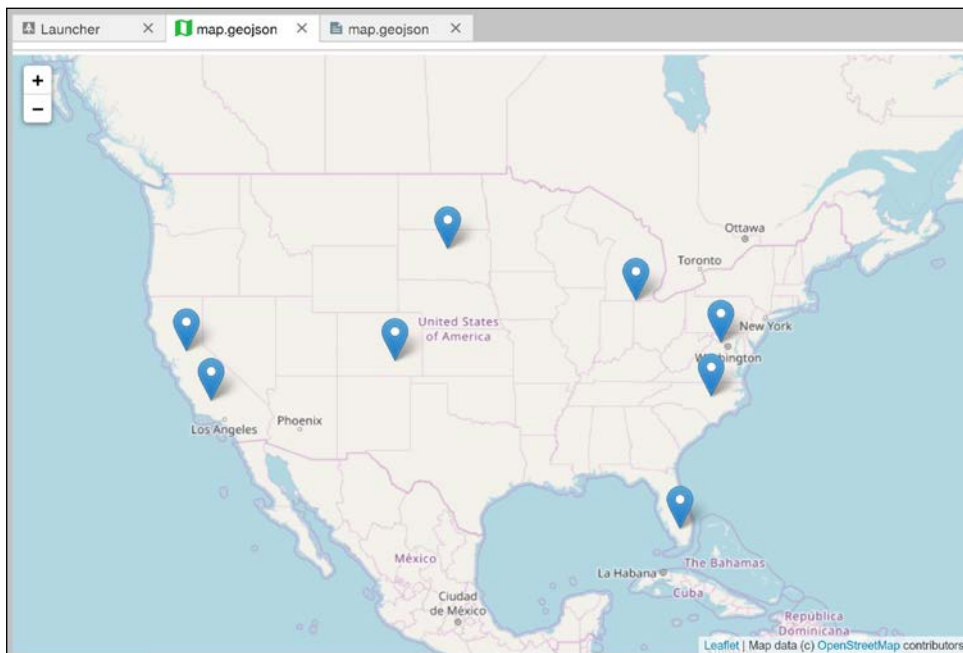 Launcher
map.geojson
map.geojson
+
−
Ottawa
Toronto
New York
United States
of America
Washington
Los Angeles
Phoenix
The Bahamas
México
La Habana
Cuba
Ciudad
de México
República
Dominicana
Leaflet | Map data (c) OpenStreetMap contributors